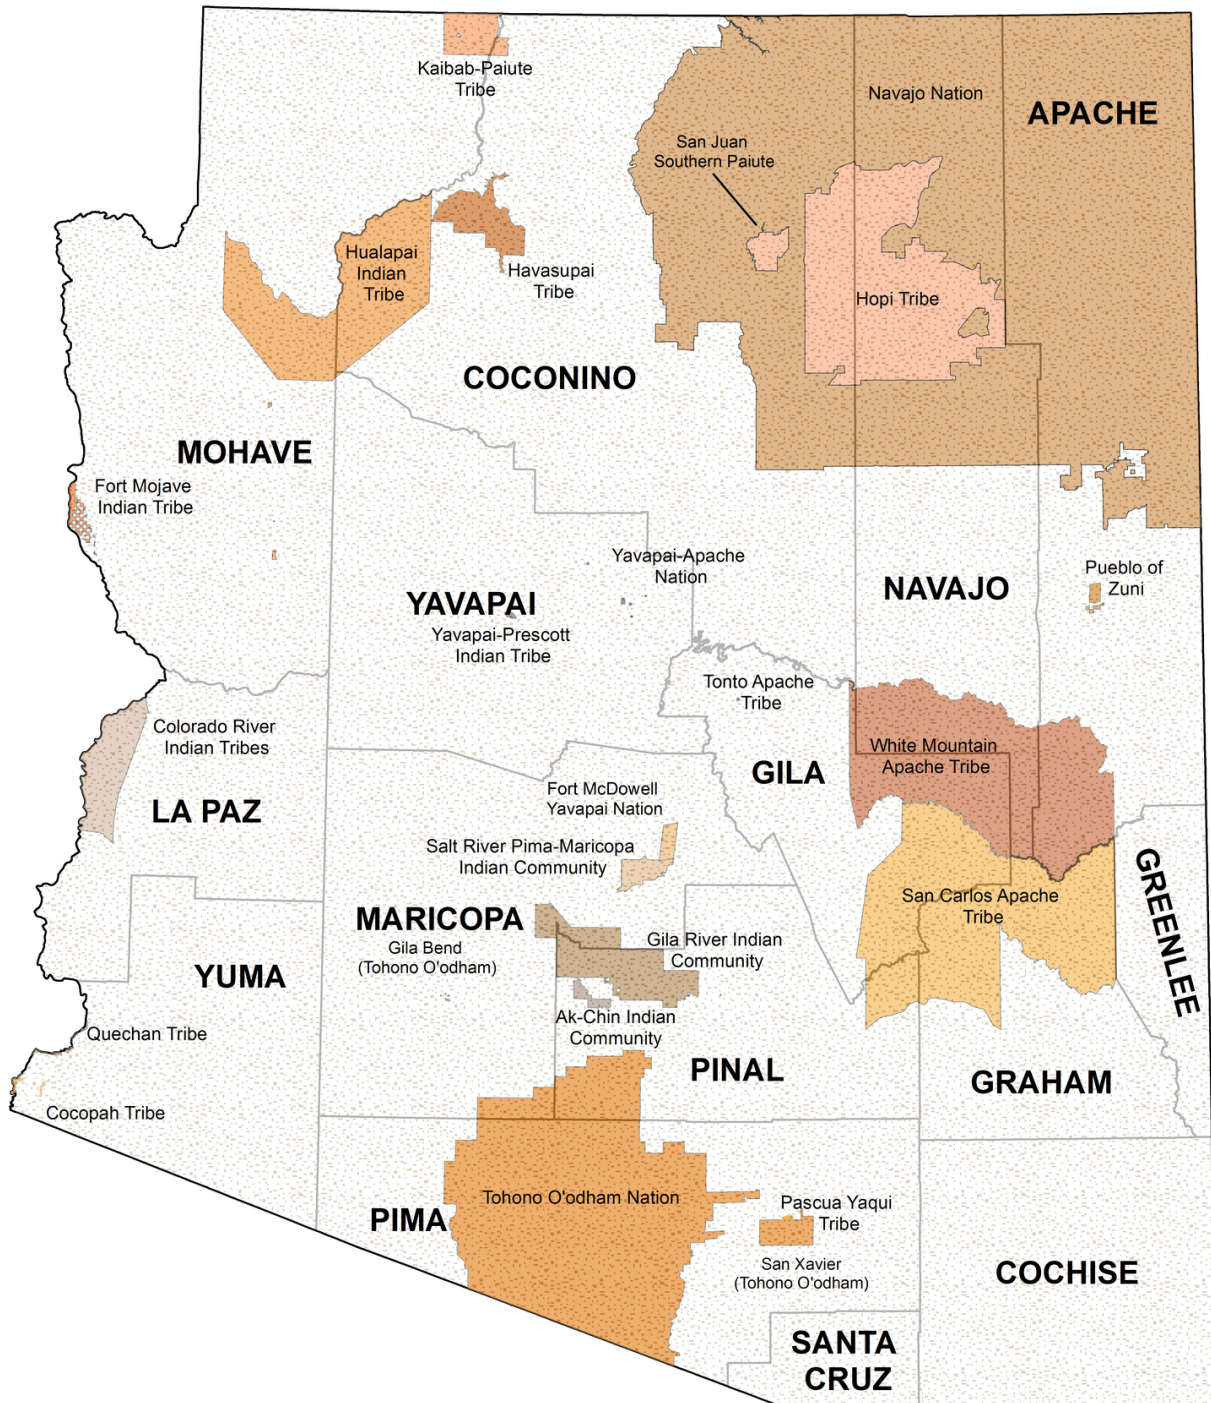 Kaibab-Paiute
Tribe
Navajo Nation
APACHE
San Juan
Southern Paiute
Hualapai
Indian
Tribe
Havasupai
Tribe
Hopi Tribe
COCONINO
MOHAVE
Fort Mojave
Indian Tribe
Yavapai-Apache
Nation
Pueblo of
Zuni
NAVAJO
YAVAPAI
Yavapai-Prescott
Indian Tribe
Tonto Apache
Tribe
Colorado River
Indian Tribes
White Mountain
Apache Tribe
GILA
LA PAZ
Fort McDowell
Yavapai Nation
Salt River Pima-Maricopa
Indian Community
San Carlos Apache
Tribe
GREENLEE
MARICOPA
Gila Bend
(Tohono O'odham)
Gila River Indian
Community
YUMA
Ak-Chin Indian
Community
Quechan Tribe
PINAL
GRAHAM
Cocopah Tribe
Tohono O'odham Nation
Pascua Yaqui
Tribe
PIMA
San Xavier
(Tohono O'odham)
COCHISE
SANTA
CRUZ